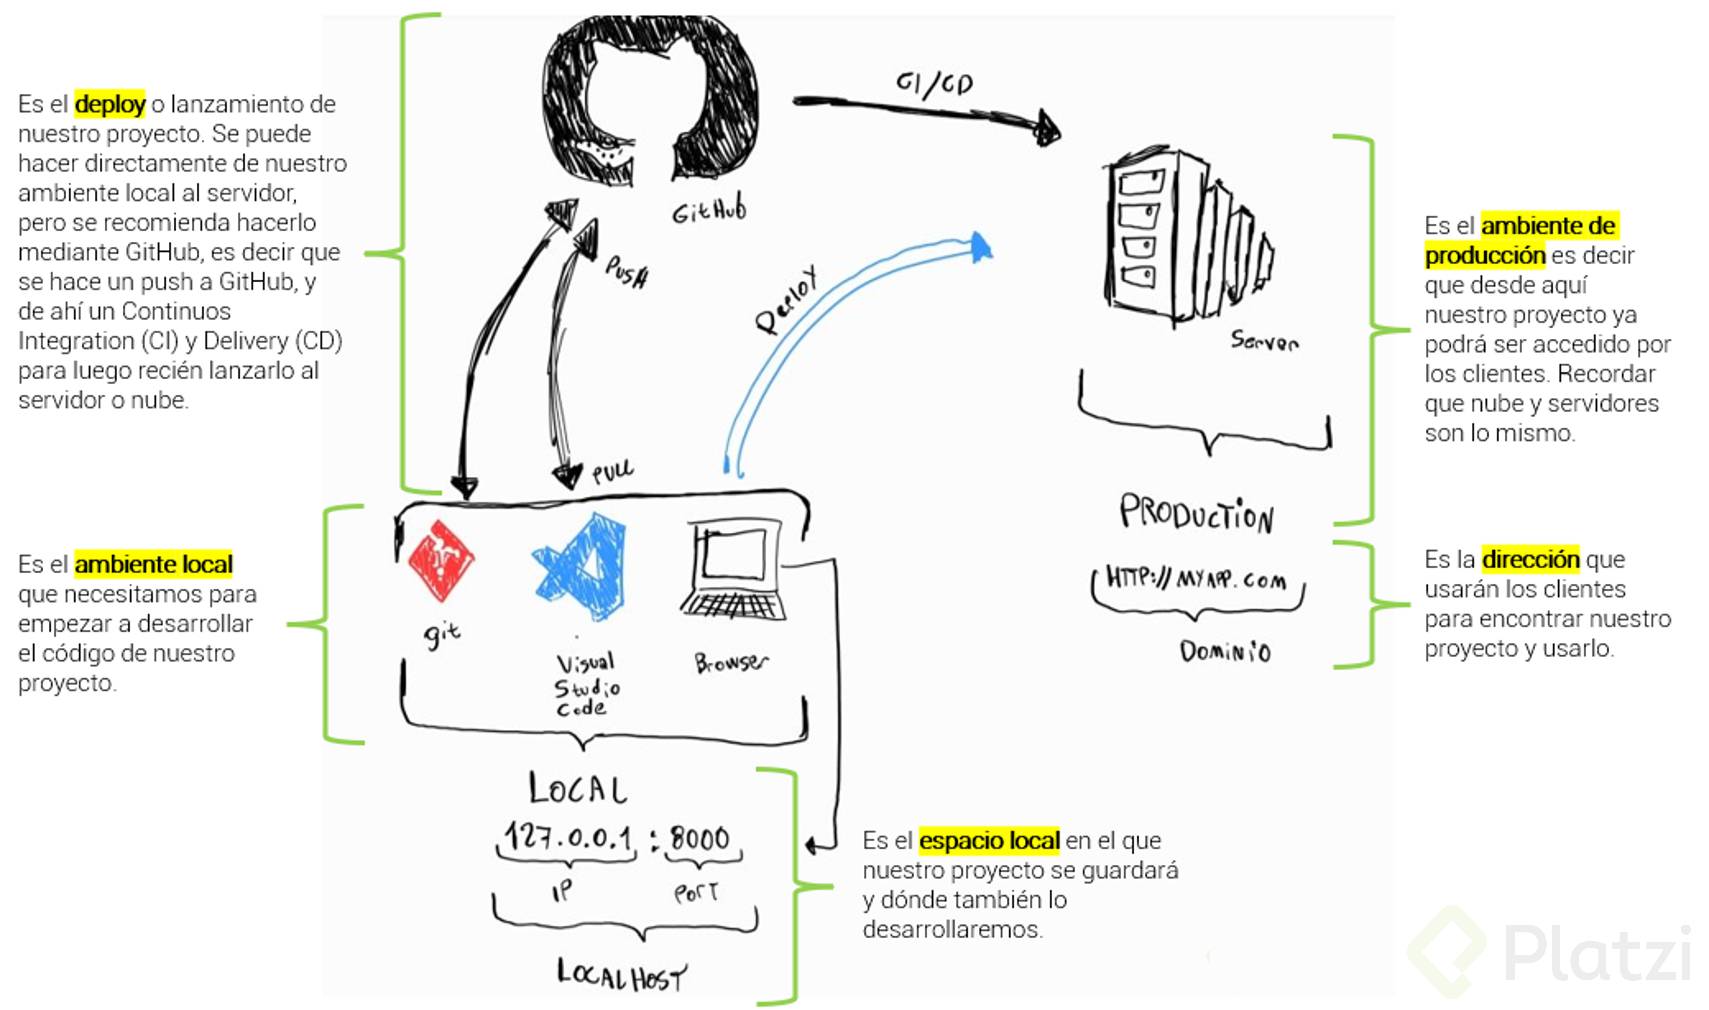 Es el deploy o lanzamiento de
nuestro proyecto. Se puede
hacer directamente de nuestro
ambiente local al servidor,
pero se recomienda hacerlo
mediante GitHub, es decir que
se hace un push a GitHub, y
de ahí un Continuos
Integration (CI) y Delivery (CD)
para luego recién lanzarlo al
servidor o nube.
GitHub
CI/CD
PUSH
Deploy
PULL
Server
PRODUCTION
HTTP://MYAPP.COM
DOMINIO
Es el ambiente de
producción es decir
que desde aquí
nuestro proyecto ya
podrá ser accedido por
los clientes. Recordar
que nube y servidores
son lo mismo.
Es la dirección que
usarán los clientes
para encontrar nuestro
proyecto y usarlo.
Es el ambiente local
que necesitamos para
empezar a desarrollar
el código de nuestro
proyecto.
git
Visual
Studio
Code
Browser
LOCAL
127.0.0.1 : 8000
IP
PORT
LOCALHOST
Es el espacio local en el que
nuestro proyecto se guardará
y dónde también lo
desarrollaremos.
Platzi